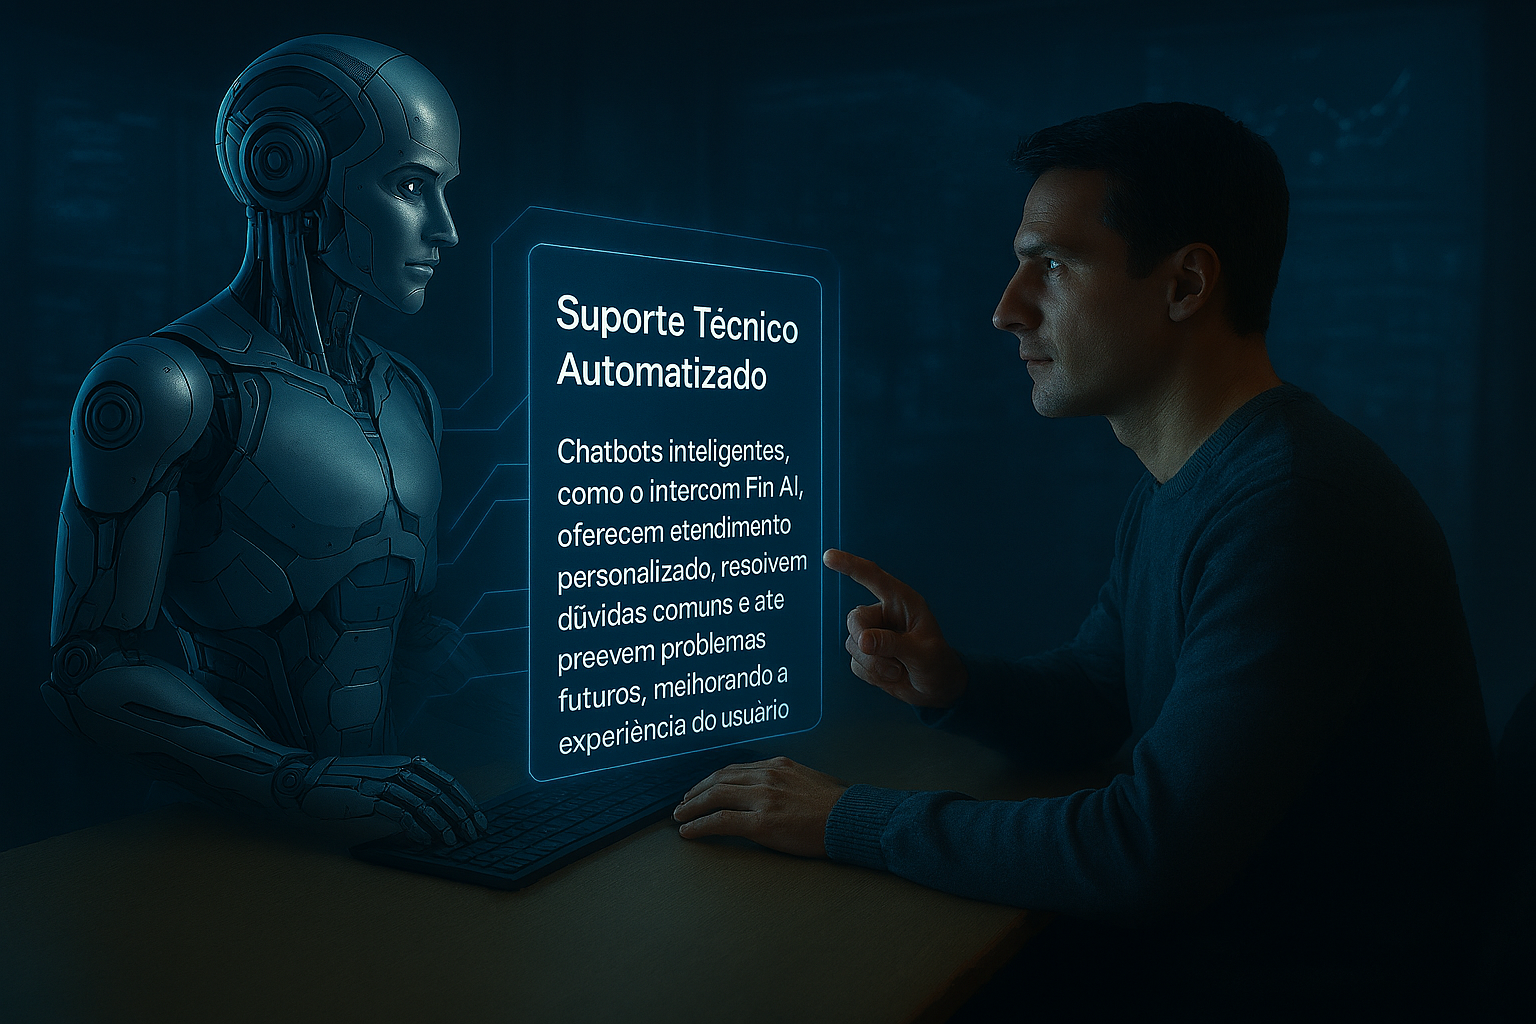 Suporte Técnico
Automatizado
Chatbots inteligentes,
como o intercom Fin AI,
oferecem etendimento
personalizado, resoivem
dũvidas comuns e ate
preevem problemas
futuros, meihorando a
experiència do usuàrio